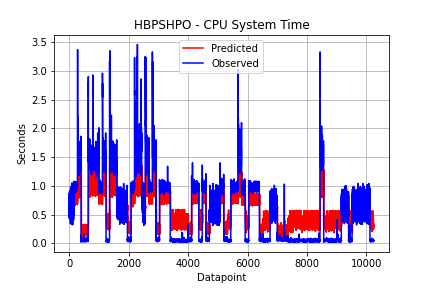 HBPSHPO - CPU System Time
Predicted
Observed
3.5
3.0
2.5
2.0
1.5
1.0
0.5
0.0
Seconds
0 2000 4000 6000 8000 10000
Datapoint